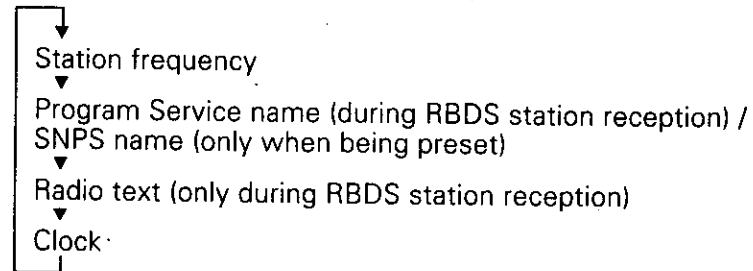 Station frequency
Program Service name (during RBDS station reception) /
SNPS name (only when being preset)
Radio text (only during RBDS station reception)
Clock